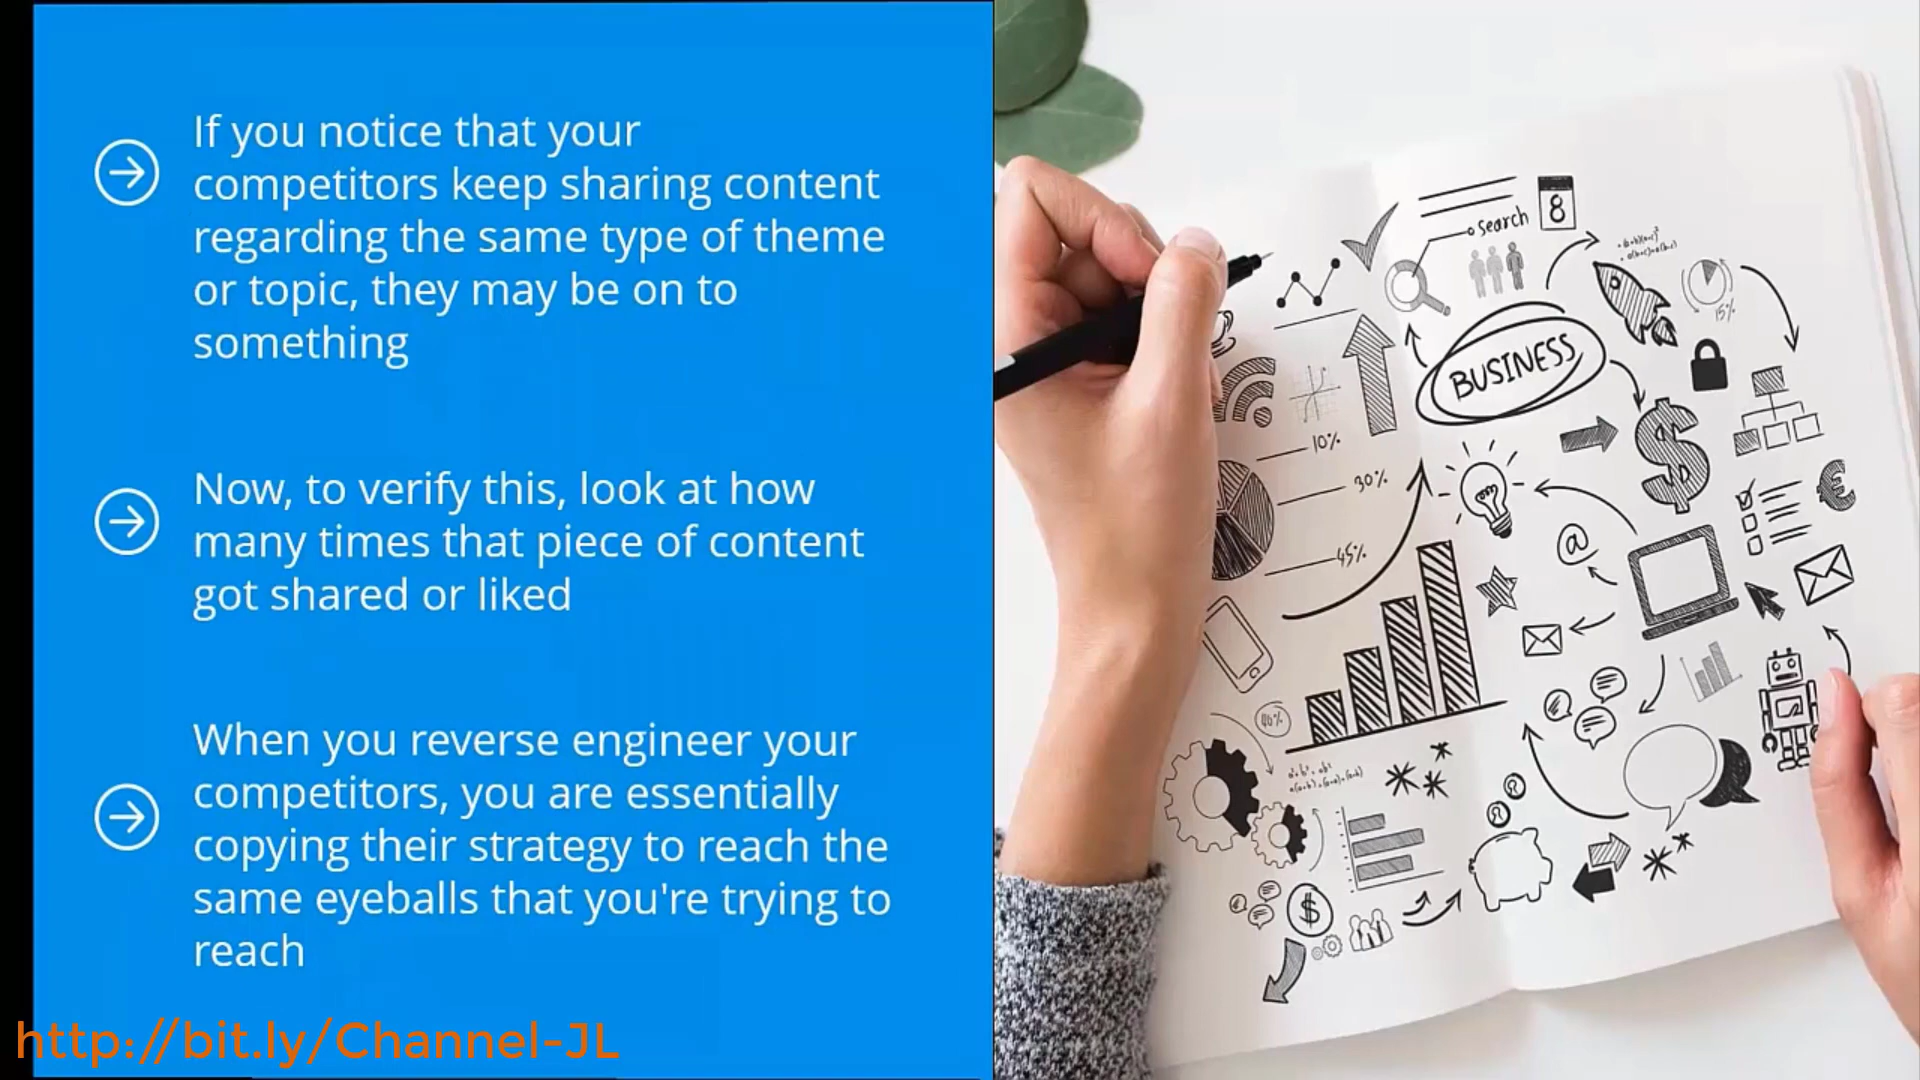 If you notice that your
competitors keep sharing content
regarding the same type of theme
or topic, they may be on to
something
Now, to verify this, look at how
many times that piece of content
got shared or liked
When you reverse engineer your
competitors, you are essentially
copying their strategy to reach the
same eyeballs that you're trying to
reach
http://bit.ly/Channel-JL
search
8
15%
BUSINESS
10%
30%
45%
@
40%